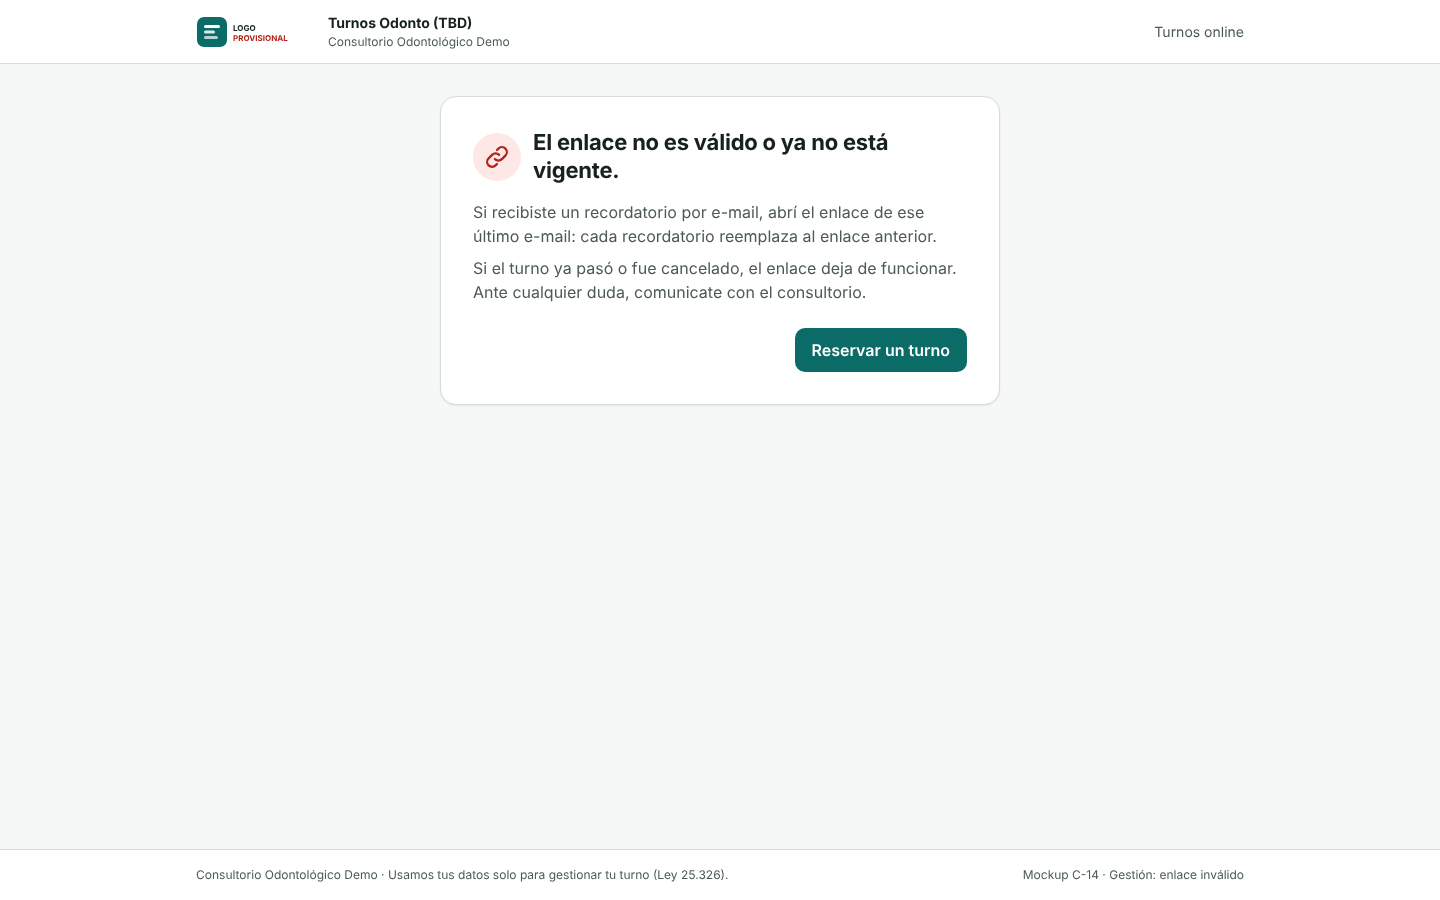 LOGO
PROVISIONAL
Turnos Odonto (TBD)
Consultorio Odontológico Demo
Turnos online
El enlace no es válido o ya no está
vigente.
Si recibiste un recordatorio por e-mail, abrí el enlace de ese
último e-mail: cada recordatorio reemplaza al enlace anterior.
Si el turno ya pasó o fue cancelado, el enlace deja de funcionar.
Ante cualquier duda, comunicate con el consultorio.
Reservar un turno
Consultorio Odontológico Demo · Usamos tus datos solo para gestionar tu turno (Ley 25.326).
Mockup C-14 · Gestión: enlace inválido